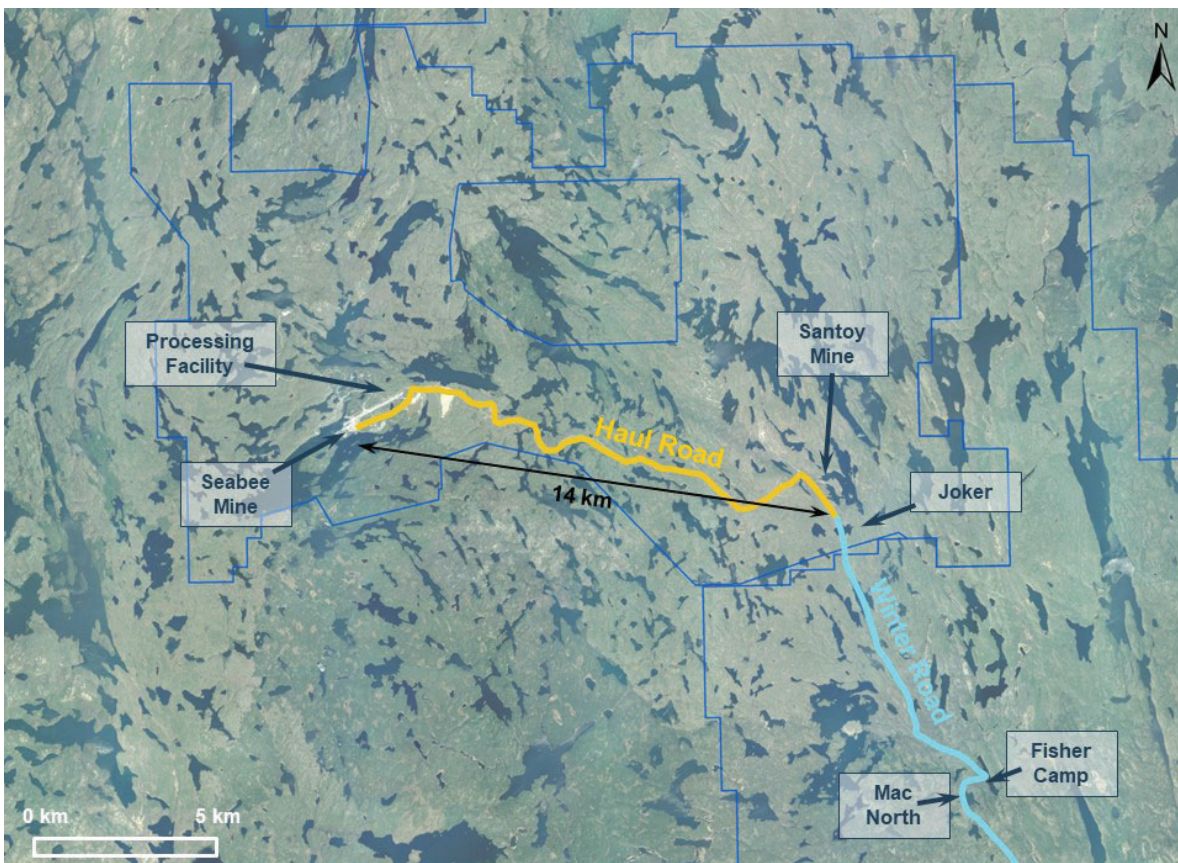 N
Processing
Facility
Santoy
Mine
Haul Road
Seabee
Mine
14 km
Joker
Winter Road
Fisher
Camp
Mac
North
0 km 5 km